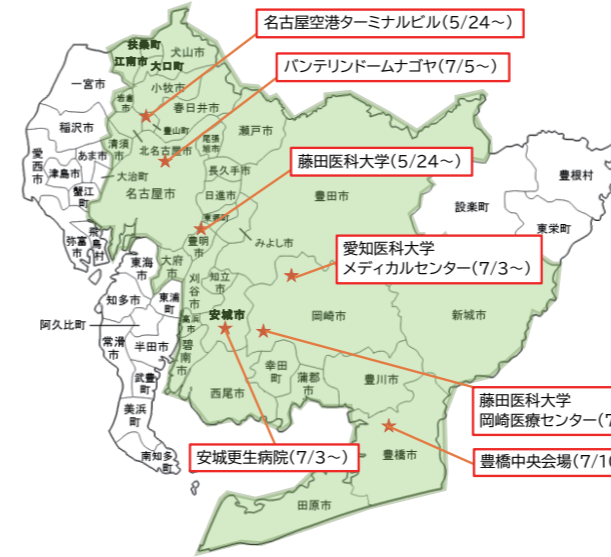 名古屋空港ターミナルビル(5/24～)
バンテリンドームナゴヤ(7/5～)
藤田医科大学(5/24～)
愛知医科大学
メディカルセンター(7/3～)
藤田医科大学
岡崎医療センター(7
豊橋中央会場(7/10
安城更生病院(7/3～)
扶桑町
犬山市
江南市
大口町
一宮市
小牧市
岩倉市
春日井市
豊山町
稲沢市
清須市
北名古屋市
尾張旭市
瀬戸市
愛西市
津島市
あま市
大治町
蟹江町
名古屋市
長久手市
日進市
東郷町
豊田市
設楽町
豊根村
東栄町
弥富市
飛島村
豊明市
みよし市
東海市
大府市
刈谷市
知立市
知多市
東浦町
安城市
岡崎市
新城市
阿久比町
高浜市
碧南市
常滑市
半田市
幸田町
蒲郡市
豊川市
武豊町
西尾市
美浜町
南知多町
豊橋市
田原市